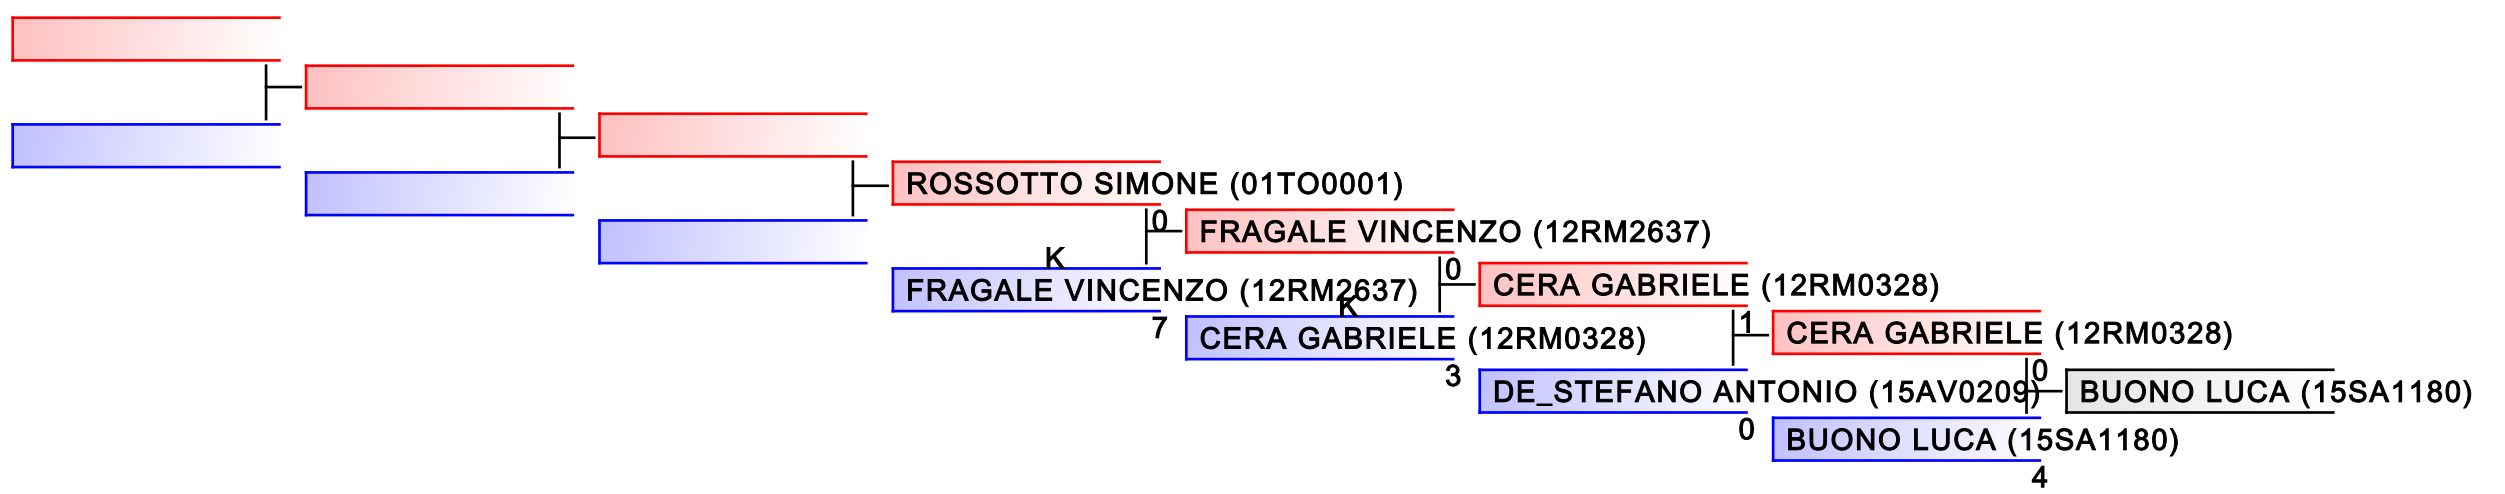 ROSSOTTO SIMONE (01TO0001)
0
FRAGALE VINCENZO (12RM2637)
K
FRAGALE VINCENZO (12RM2637)
7
0
CERA GABRIELE (12RM0328)
K
CERA GABRIELE (12RM0328)
3
1
CERA GABRIELE (12RM0328)
DE_STEFANO ANTONIO (15AV0209)
0
0
BUONO LUCA (15SA1180)
BUONO LUCA (15SA1180)
4